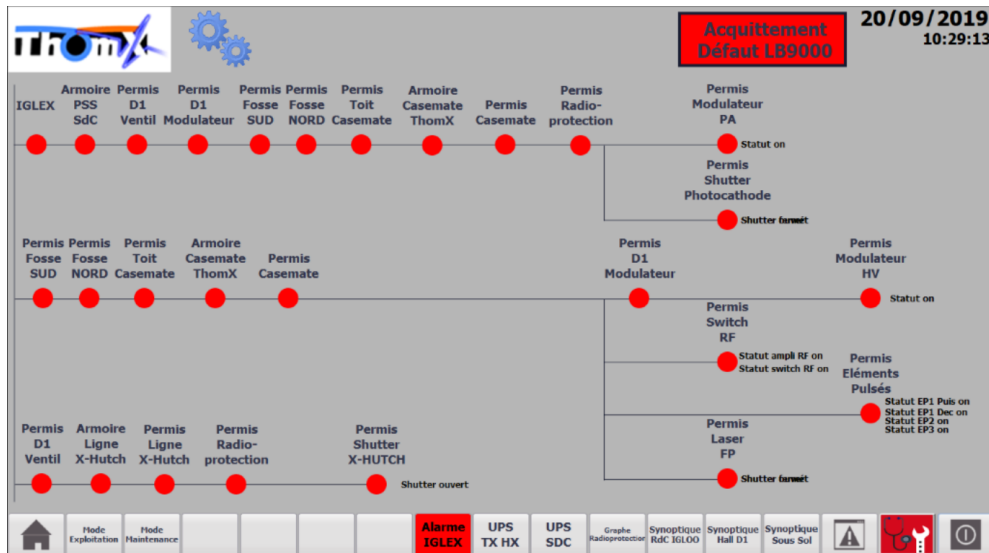 ThomX
Acquittement
Défaut LB9000
20/09/2019
10:29:13
IGLEX
Armoire
PSS
SdC
Permis
D1
Ventil
Permis
D1
Modulateur
Permis
Fosse
SUD
Permis
Fosse
NORD
Permis
Toit
Casemate
Armoire
Casemate
ThomX
Permis
Casemate
Permis
Radio-
protection
Permis
Modulateur
PA
Statut on
Permis
Shutter
Photocathode
Shutter
Permis
Fosse
SUD
Permis
Fosse
NORD
Permis
Toit
Casemate
Armoire
Casemate
ThomX
Permis
Casemate
Permis
D1
Modulateur
Permis
Modulateur
HV
Statut on
Permis
Switch
RF
Statut ampli RF on
Statut switch RF on
Permis
Eléments
Pulsés
Statut EP1 Puis on
Statut EP1 Dec on
Statut EP2 on
Statut EP3 on
Permis
Laser
FP
Shutter
Permis
D1
Ventil
Armoire
Ligne
X-Hutch
Permis
Ligne
X-Hutch
Permis
Radio-
protection
Permis
Shutter
X-HUTCH
Shutter ouvert
Mode
Exploitation
Mode
Maintenance
Alarme
IGLEX
UPS
TX HX
UPS
SDC
Graphe
Radioprotection
Synoptique
RdC IGLOO
Synoptique
Hall D1
Synoptique
Sous Sol